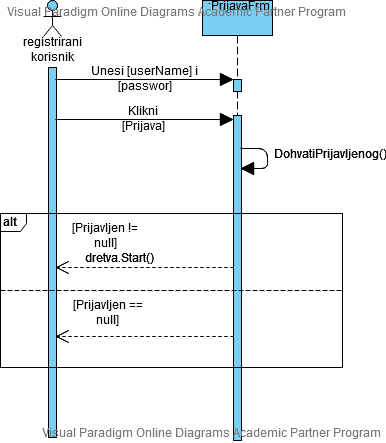 PrijavaFrm
Visual Paradigm Online Diagrams Academic Partner Program
registrirani
korisnik
Unesi [userName] i
[passwor]
Klikni
[Prijava]
DohvatiPrijavljenog()
alt
[Prijavljen !=
null]
dretva.Start()
[Prijavljen ==
null]
Visual Paradigm Online Diagrams Academic Partner Program